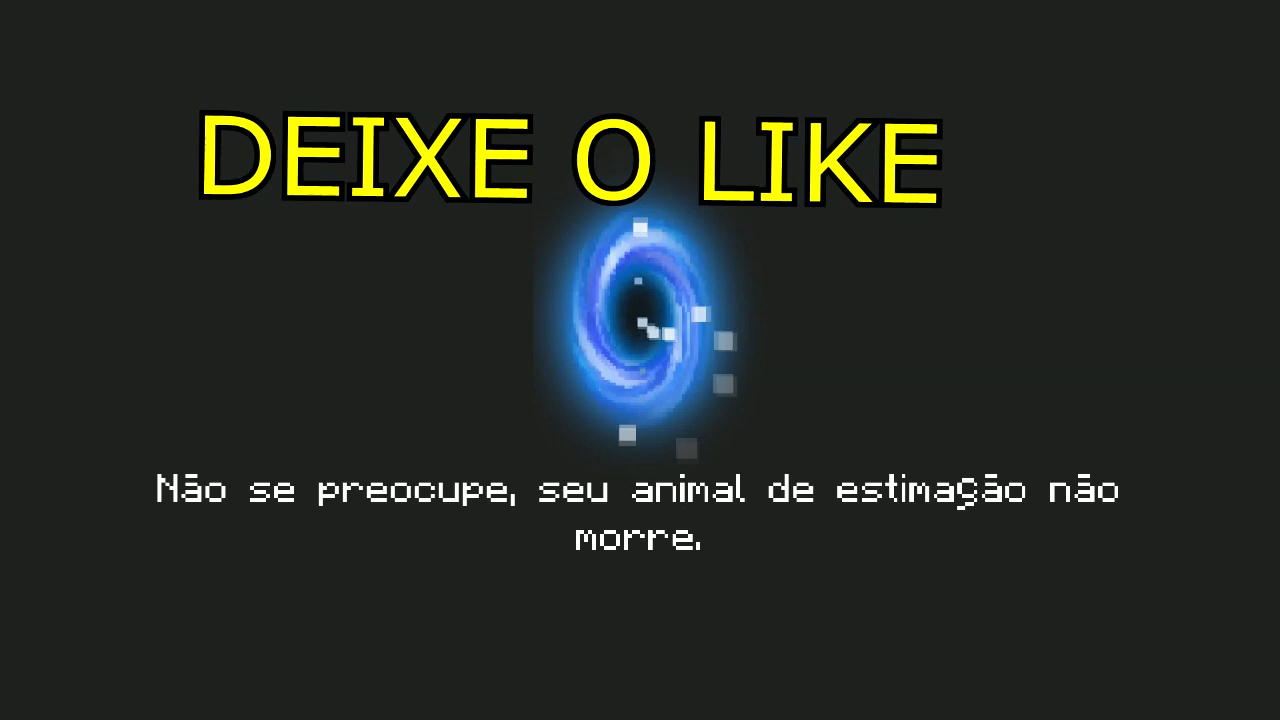 DEIXE O LIKE
Não se preocupe, seu animal de estimação não
morre.